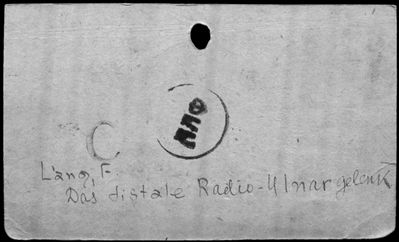 C
Lang, F.
Das distale Radio-Ulnargelenk